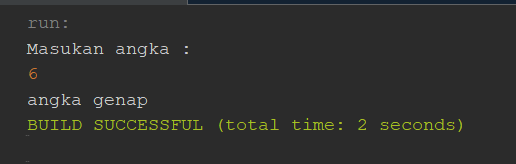 run:
Masukan angka :
6
angka genap
BUILD SUCCESSFUL (total time: 2 seconds)